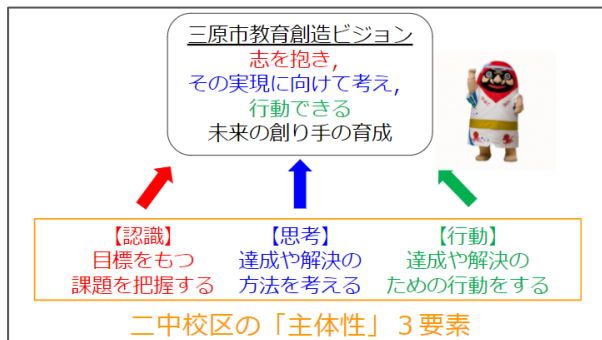 三原市教育創造ビジョン
志を抱き,
その実現に向けて考え,
行動できる
未来の創り手の育成
【認識】
目標をもつ
課題を把握する
【思考】
達成や解決の
方法を考える
【行動】
達成や解決の
ための行動をする
二中校区の「主体性」３要素